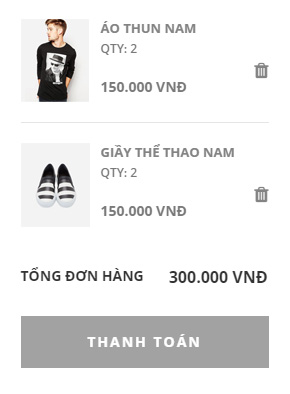 ÁO THUN NAM
QTY: 2
150.000 VNĐ
GIẦY THỂ THAO NAM
QTY: 2
150.000 VNĐ
TỔNG ĐƠN HÀNG 300.000 VNĐ
THANH TOÁN